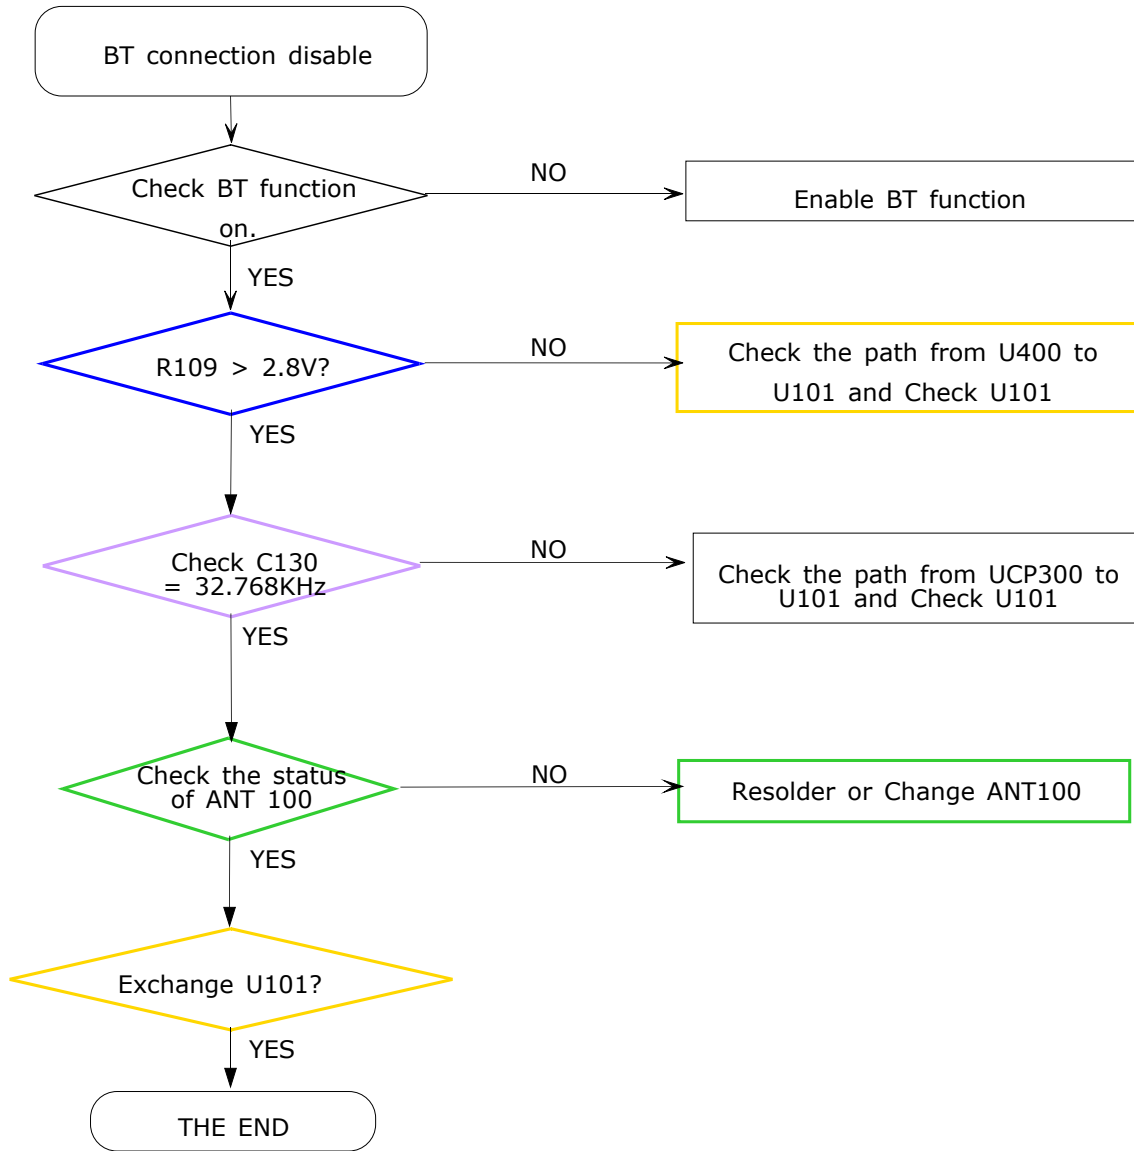 BT connection disable
Check BT function
on.
NO
Enable BT function
YES
R109 > 2.8V?
NO
Check the path from U400 to
U101 and Check U101
YES
Check C130
= 32.768KHz
NO
Check the path from UCP300 to
U101 and Check U101
YES
Check the status
of ANT 100
NO
Resolder or Change ANT100
YES
Exchange U101?
YES
THE END